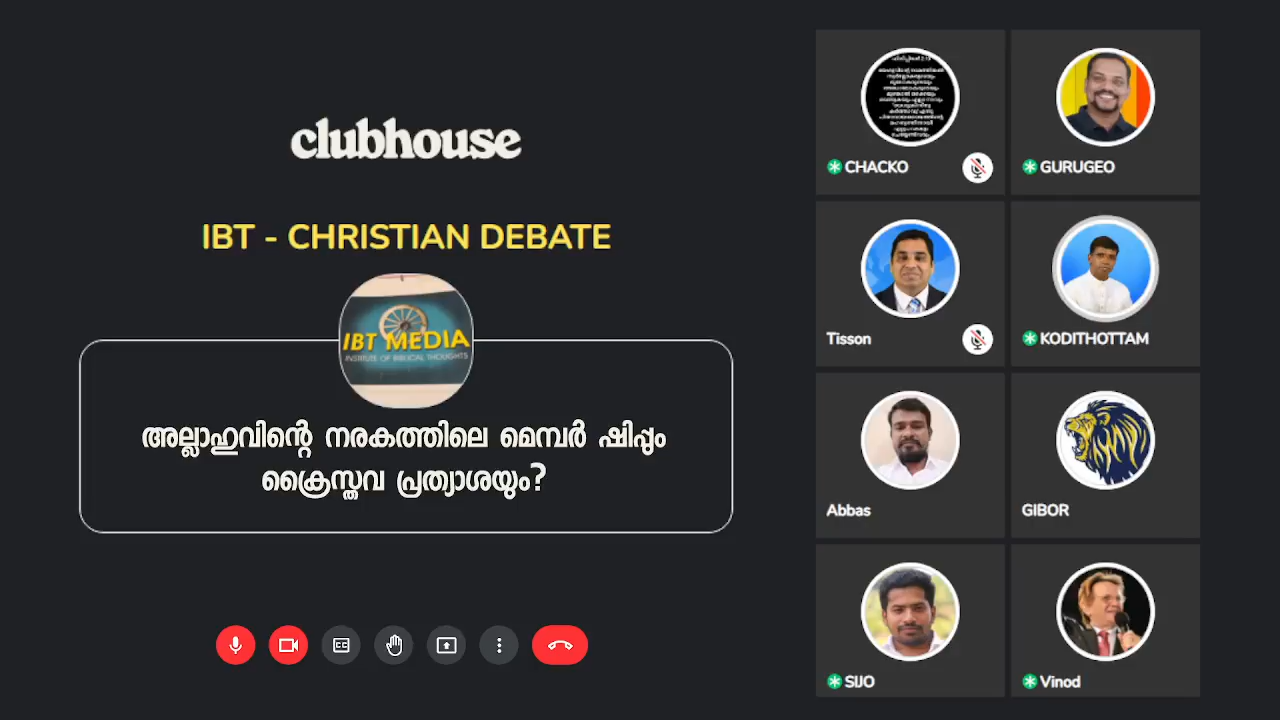 clubhouse
IBT - CHRISTIAN DEBATE
IBT MEDIA
INSTITUTE OF BIBLICAL THOUGHTS
അല്ലാഹുവിന്റെ നരകത്തിലെ മെമ്പർ ഷിപ്പും
ക്രൈസ്തവ പ്രത്യാശയും?
CHACKO
GURUGEO
Tisson
KODITHOTTAM
Abbas
GIBOR
SIJO
Vinod
CC